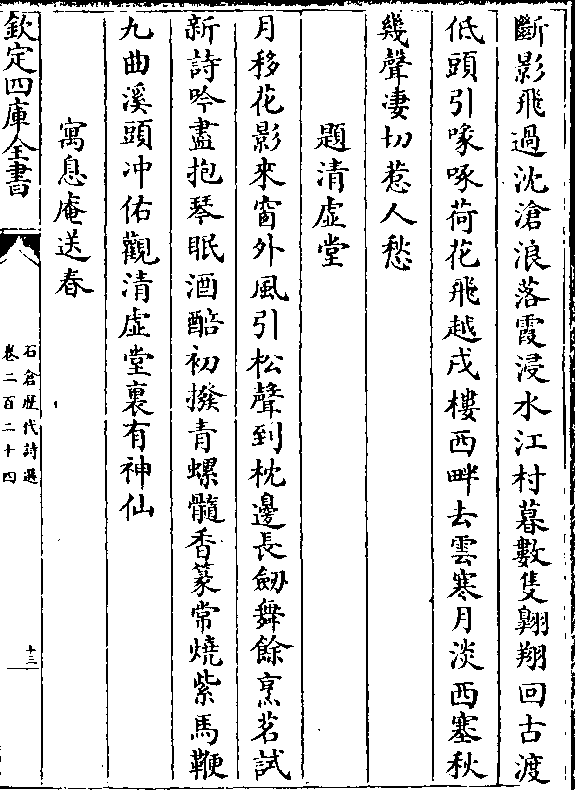 斷影飛過沈滄浪落霞浸水江村暮數隻翺翔回古渡
低頭引喙啄荷花飛越戍樓西畔去雲寒月淡西塞秋
幾聲凄切惹人愁
題清虚堂
月移花影來窗外風引松聲到枕邊長劒舞餘烹茗試
新詩吟盡抱琴眠酒醅初撥青螺髓香篆常燒紫馬鞭
九曲溪頭冲佑觀清虚堂裏有神仙
寓息庵送春
欽定四庫全書
石倉歷代詩選
卷二百二十四
十三